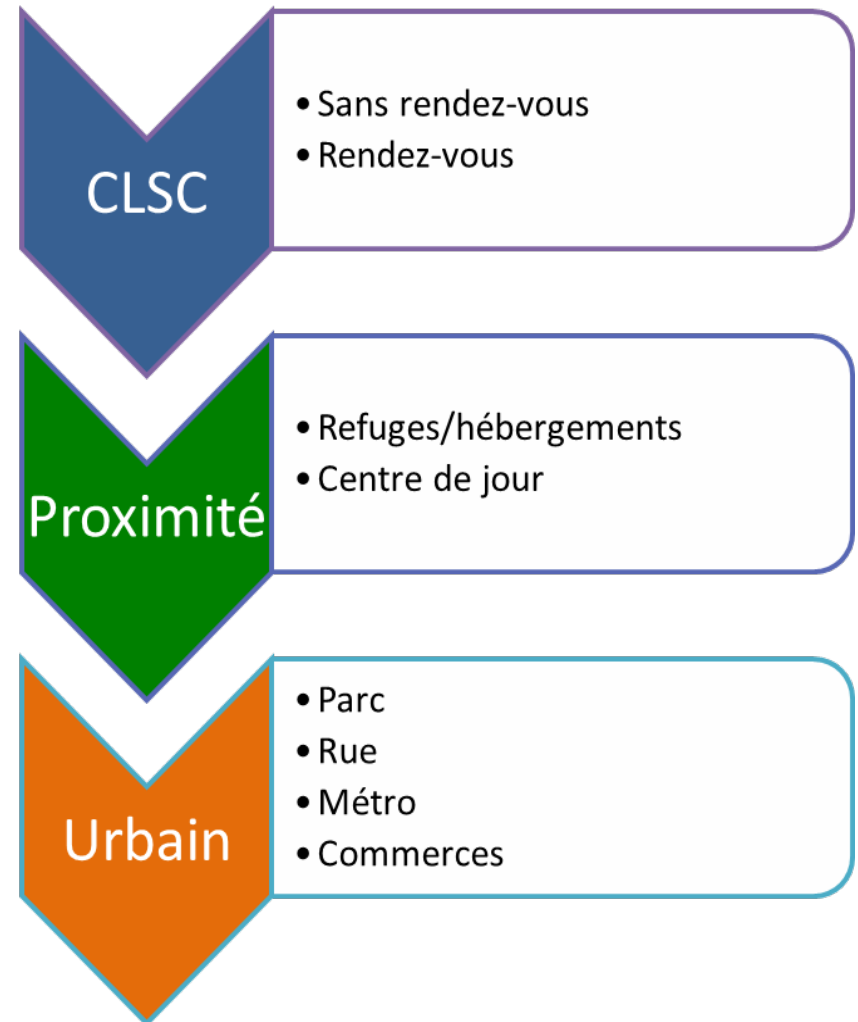 CLSC
• Sans rendez-vous
• Rendez-vous
Proximité
• Refuges/hébergements
• Centre de jour
Urbain
• Parc
• Rue
• Métro
• Commerces